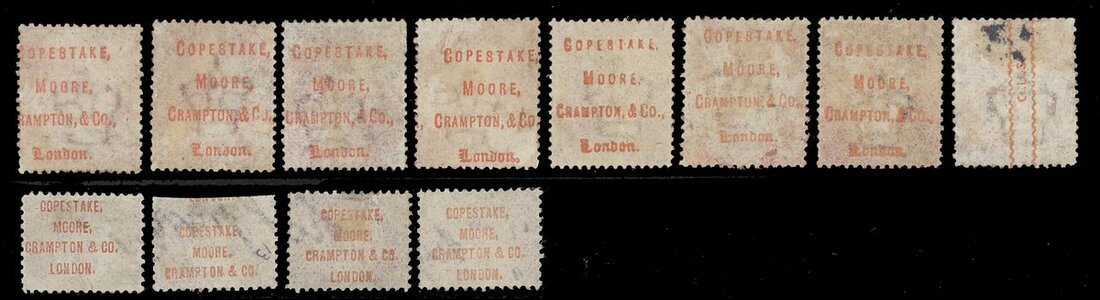 COPESTAKE,
MOORE,
CRAMPTON, & Co.,
London.
COPESTAKE,
MOORE,
CRAMPTON, & Co.,
London.
COPESTAKE,
MOORE,
CRAMPTON, & Co.,
London.
COPESTAKE,
MOORE,
CRAMPTON, & Co.,
London,
COPESTAKE,
MOORE,
CRAMPTON, & Co.
London.
COPESTAKE,
MOORE,
CRAMPTON, & Co.,
London.
COPESTAKE,
MOORE,
CRAMPTON, & Co.,
London.
COPESTAKE,
MOORE,
CRAMPTON & CO.
LONDON.
COPESTAKE,
MOORE,
CRAMPTON & CO.
COPESTAKE,
MOORE,
CRAMPTON & CO.
LONDON.
COPESTAKE,
MOORE,
CRAMPTON & CO.
LONDON.